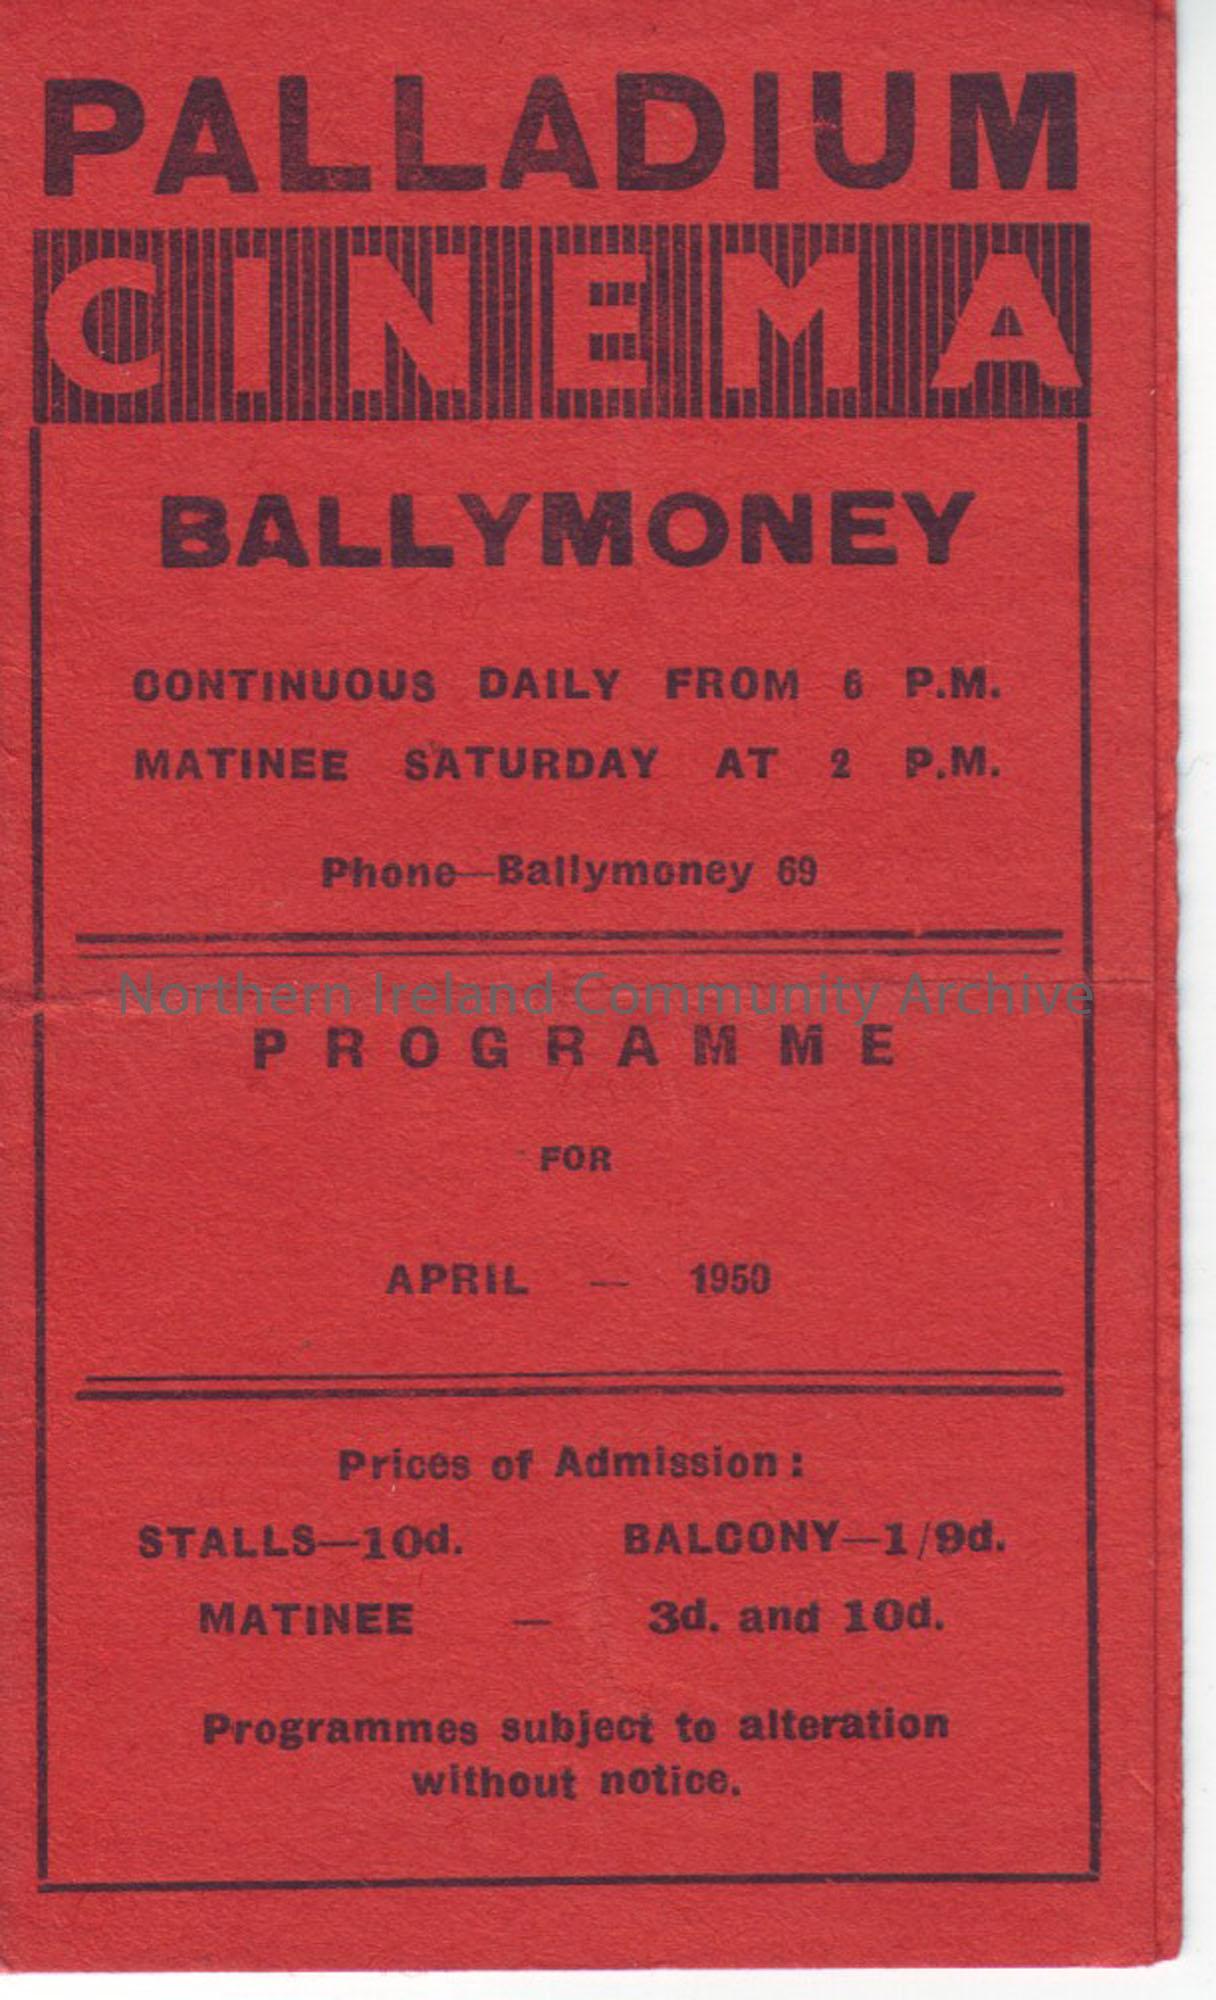 PALLADIUM
CINEMA
BALLYMONEY
CONTINUOUS DAILY FROM 6 P.M.
MATINEE SATURDAY AT 2 P.M.
Phone—Ballymoney 69
Northern Ireland Community Archive
PROGRAMME
FOR
APRIL — 1950
Prices of Admission :
STALLS—10d. BALCONY—1/9d.
MATINEE — 3d. and 10d.
Programmes subject to alteration
without notice.